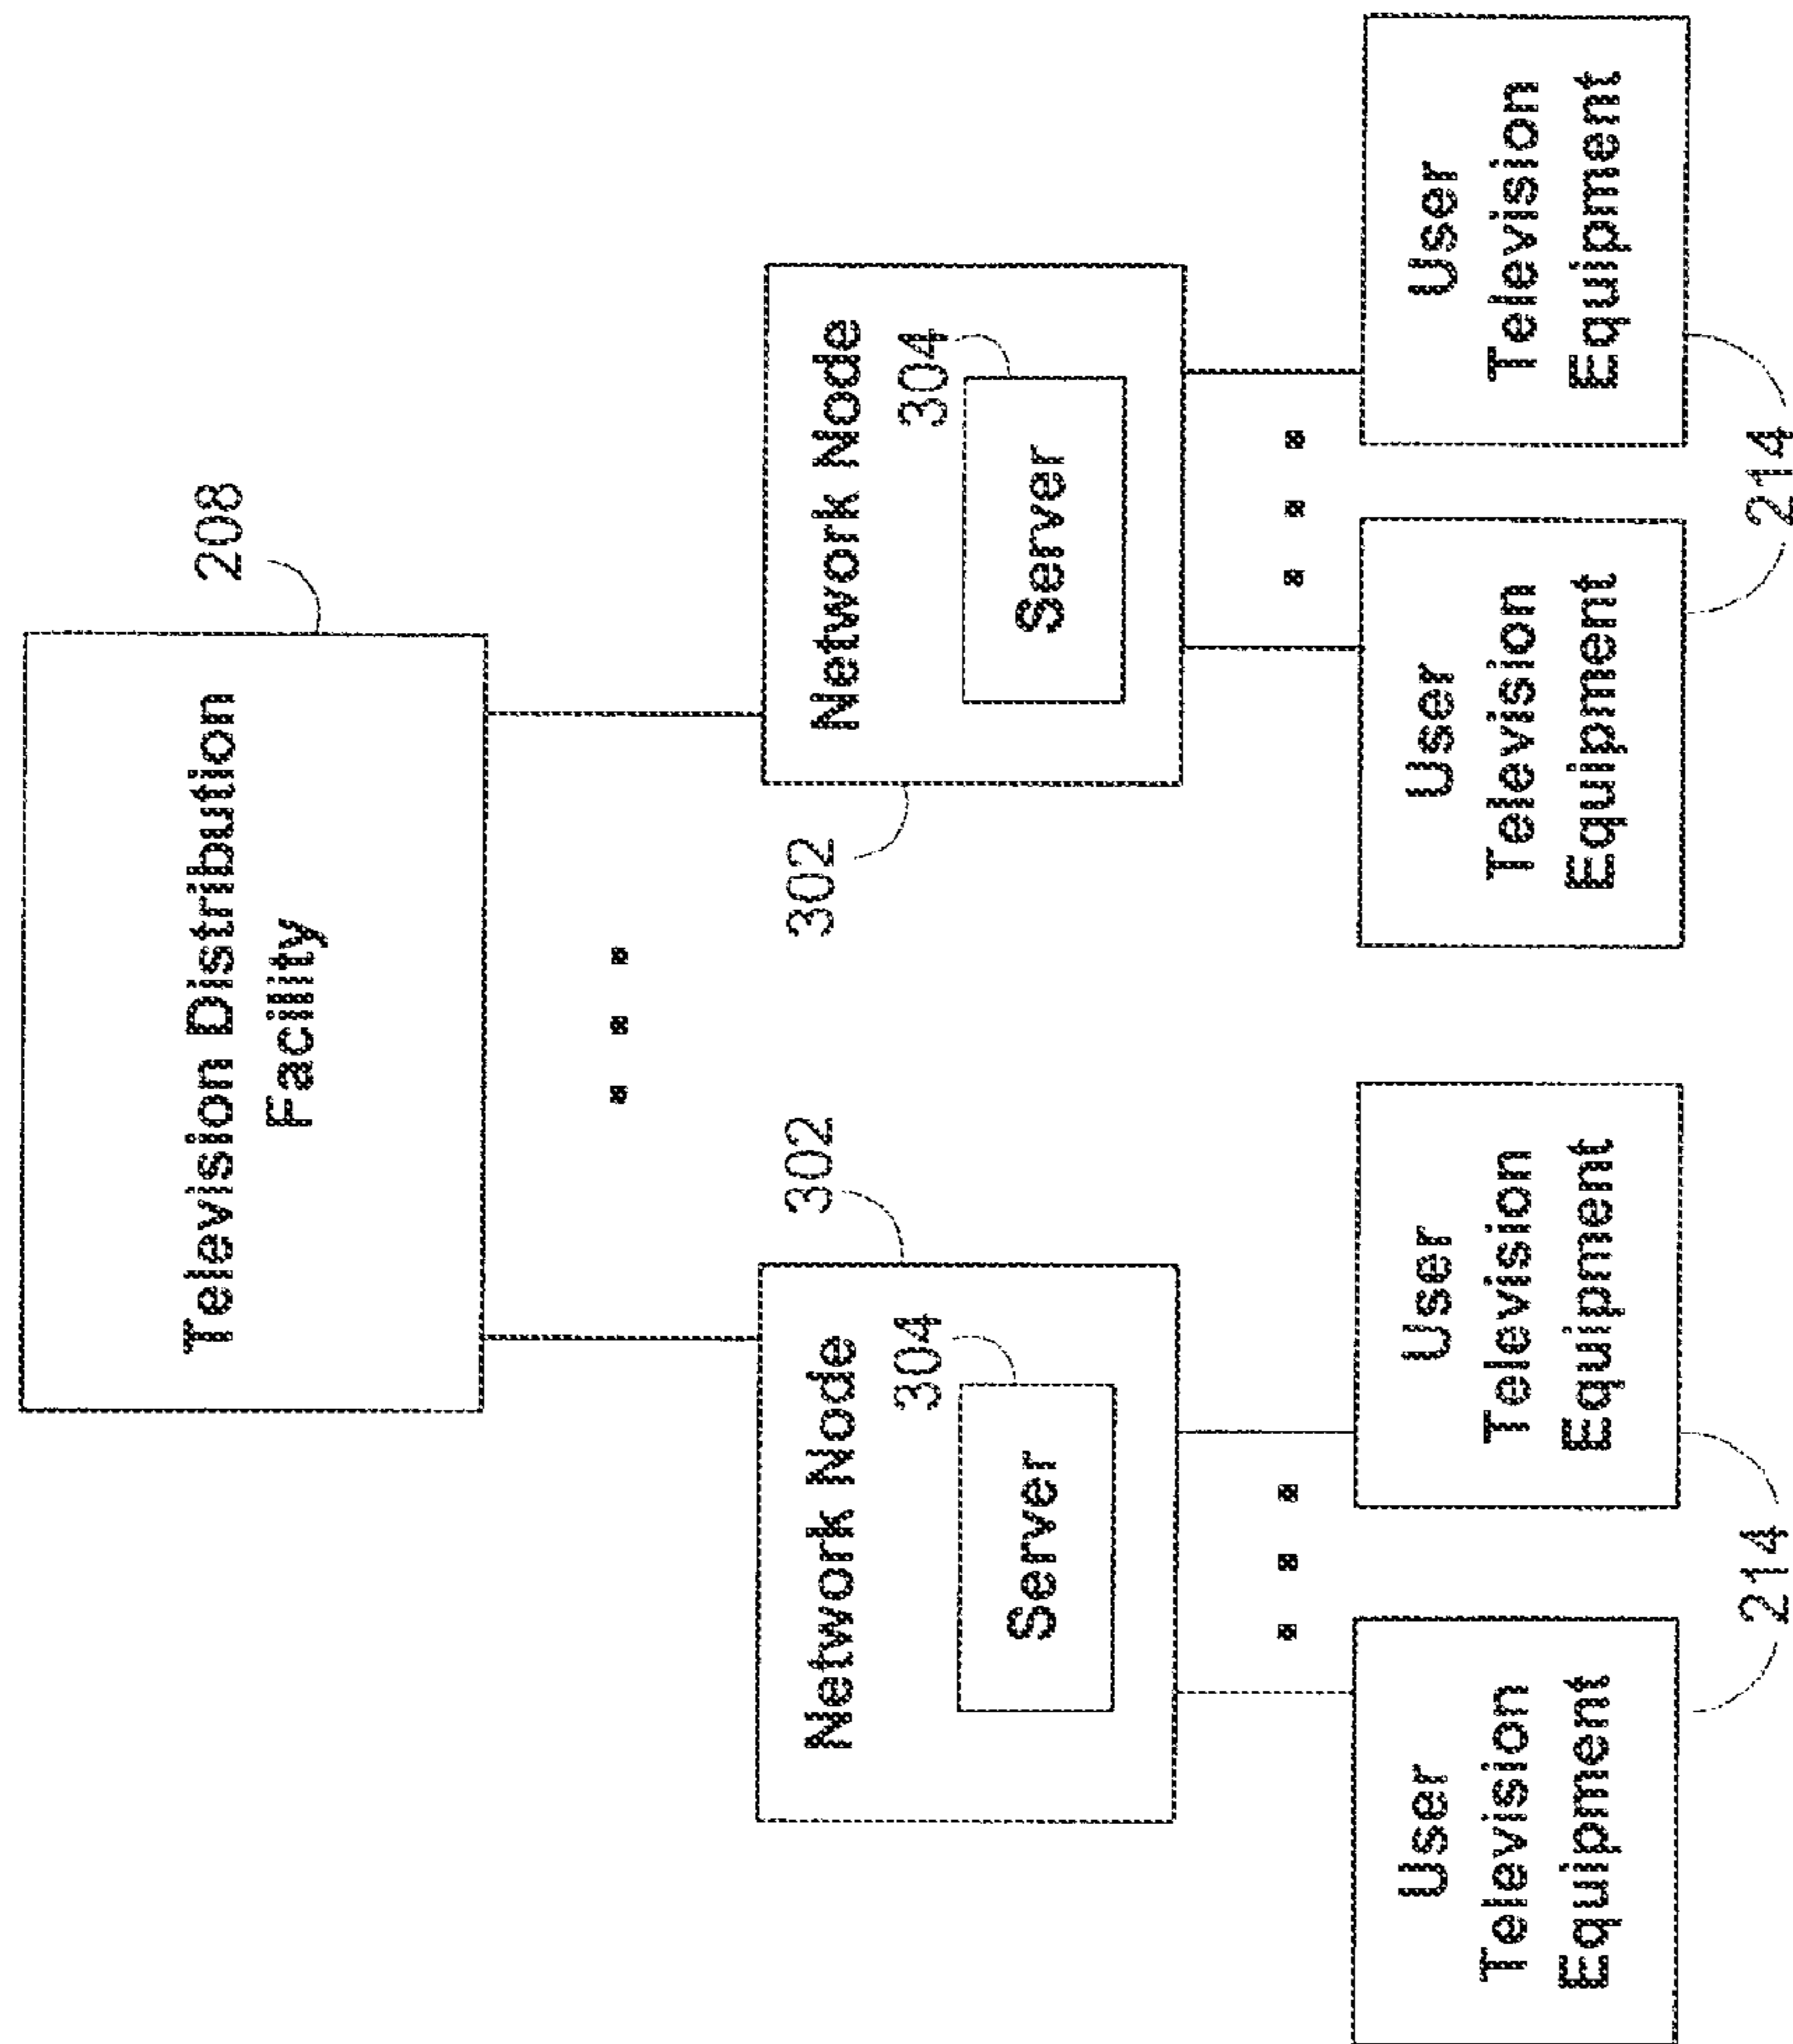 Television Distribution
Facility
208
302
302
Network Node
304
Server
Network Node
304
Server
User
Television
Equipment
User
Television
Equipment
User
Television
Equipment
User
Television
Equipment
214
214